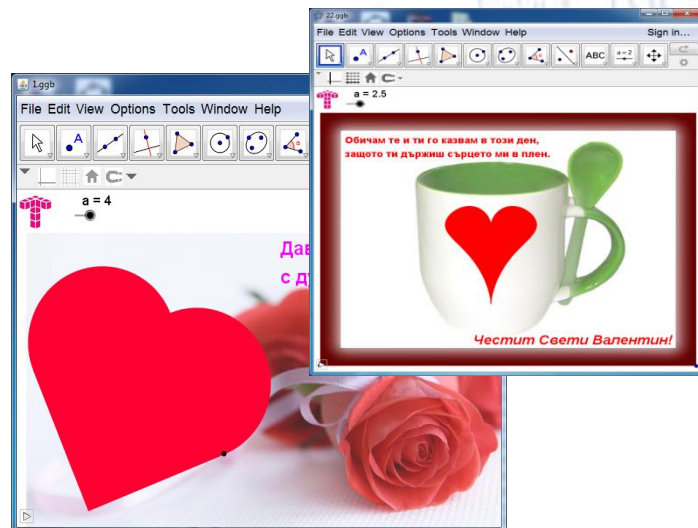 22.ggb
File Edit View Options Tools Window Help
Sign in...
ABC
a=2
a = 2.5
Обичам те и ти го казвам в този ден,
защото ти държиш сърцето ми в плен.
Честит Свети Валентин!
1.ggb
File Edit View Options Tools Window Help
A
a = 4
Дав
с д